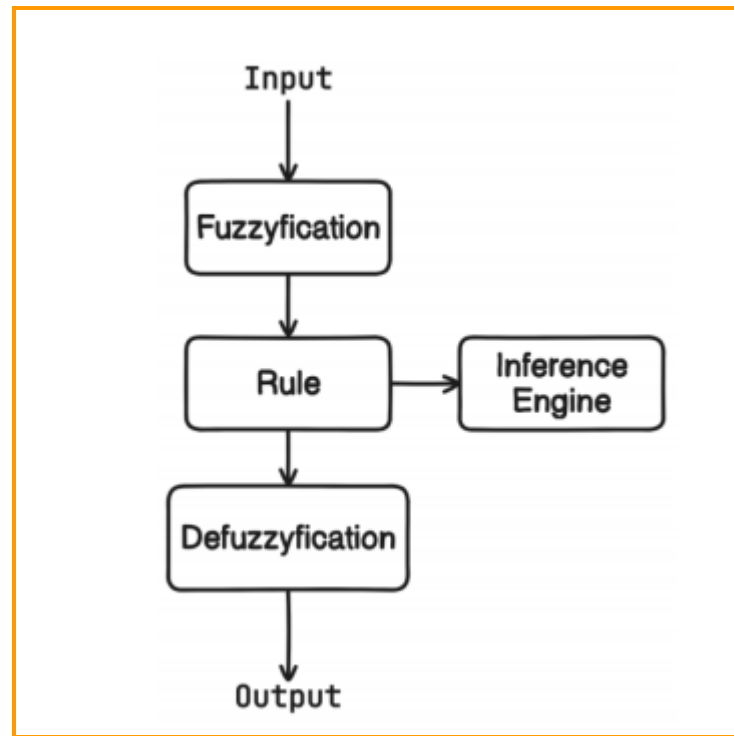 Input
Fuzzyfication
Rule
Inference
Engine
Defuzzyfication
Output